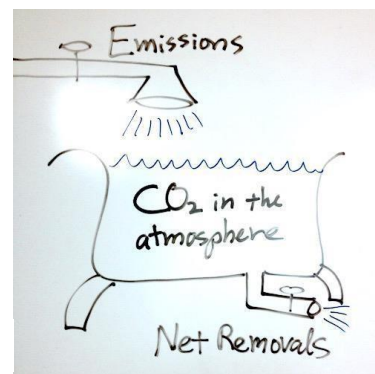 Emissions
CO₂ in the
atmosphere
Net Removals